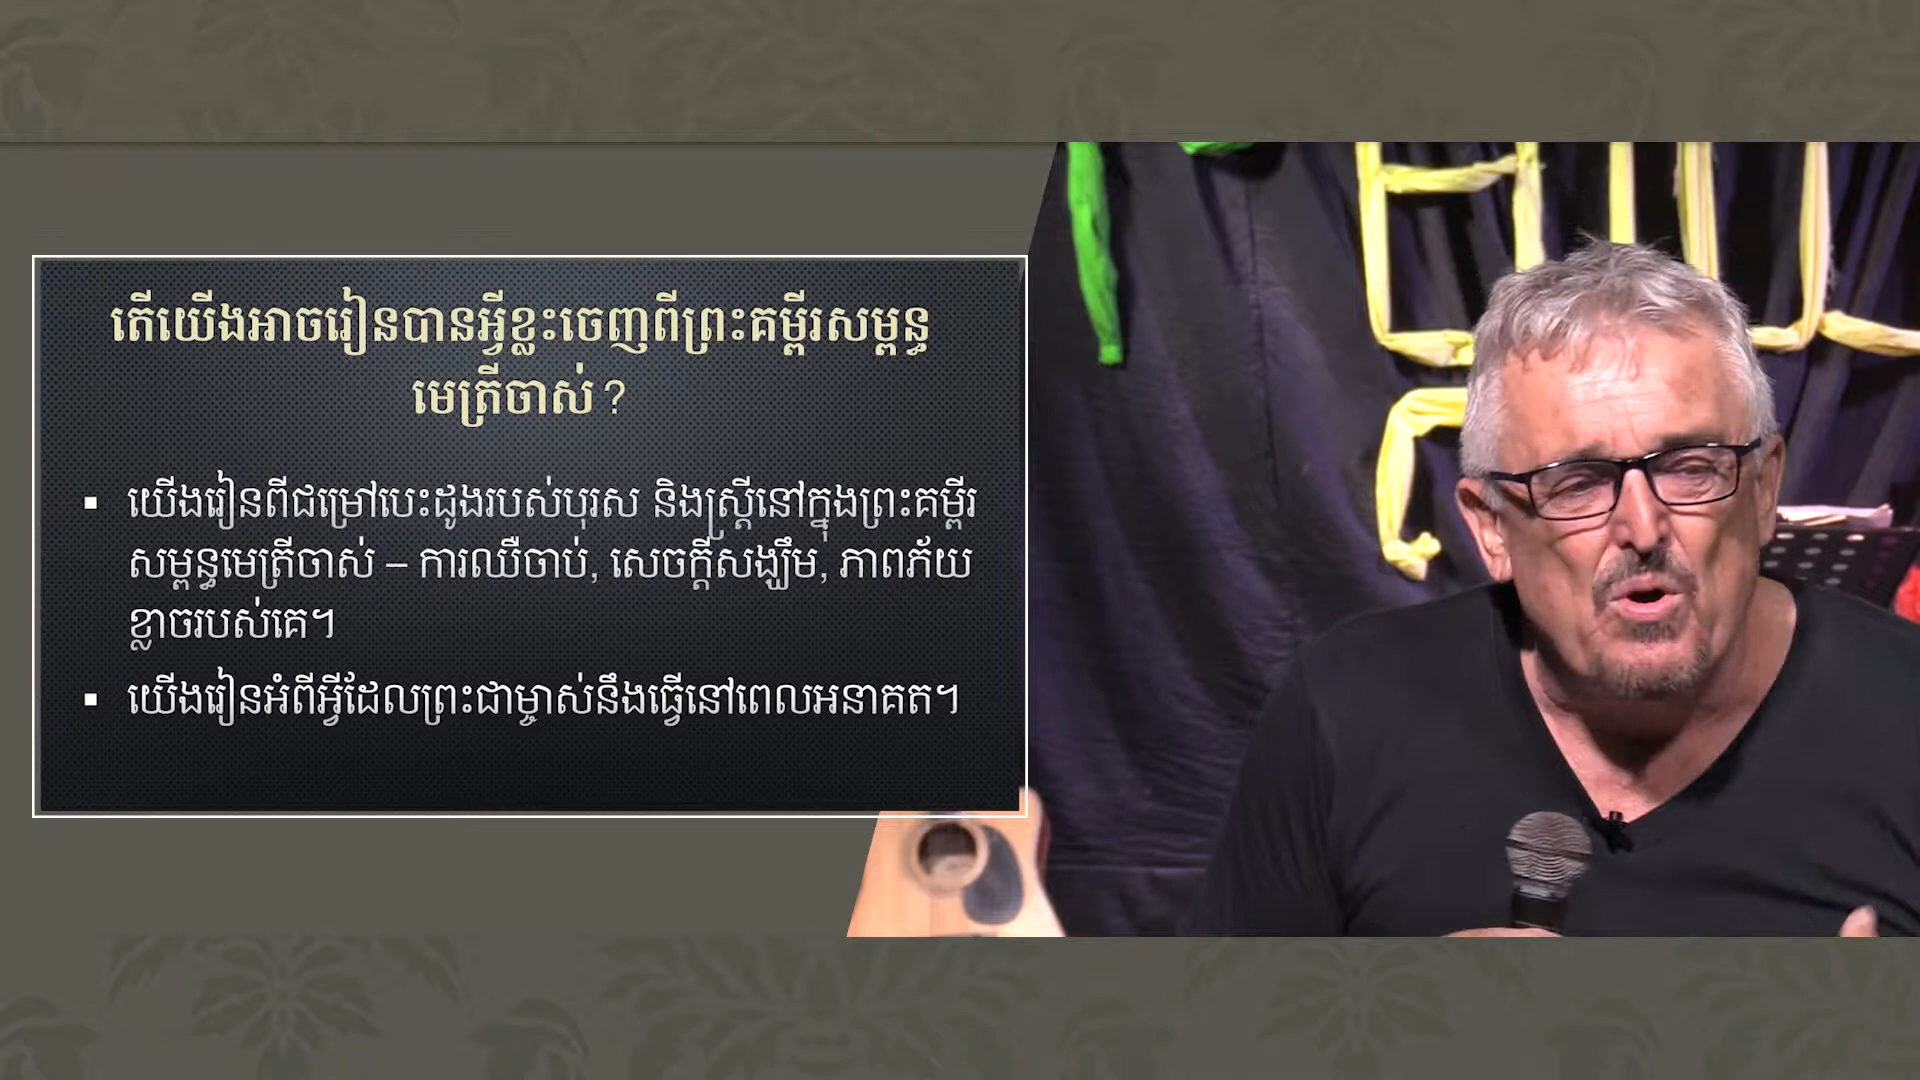 តើយើងអាចរៀនបានអ្វីខ្លះចេញពីព្រះគម្ពីរសម្ពន្ធ
មេត្រីចាស់ ?
▪ យើងរៀនពីជម្រៅបេះដូងរបស់បុរស និងស្ត្រីនៅក្នុងព្រះគម្ពីរ
សម្ពន្ធមេត្រីចាស់ – ការឈឺចាប់, សេចក្ដីសង្ឃឹម, ភាពភ័យ
ខ្លាចរបស់គេ។
▪ យើងរៀនអំពីអ្វីដែលព្រះជាម្ចាស់នឹងធ្វើនៅពេលអនាគត។